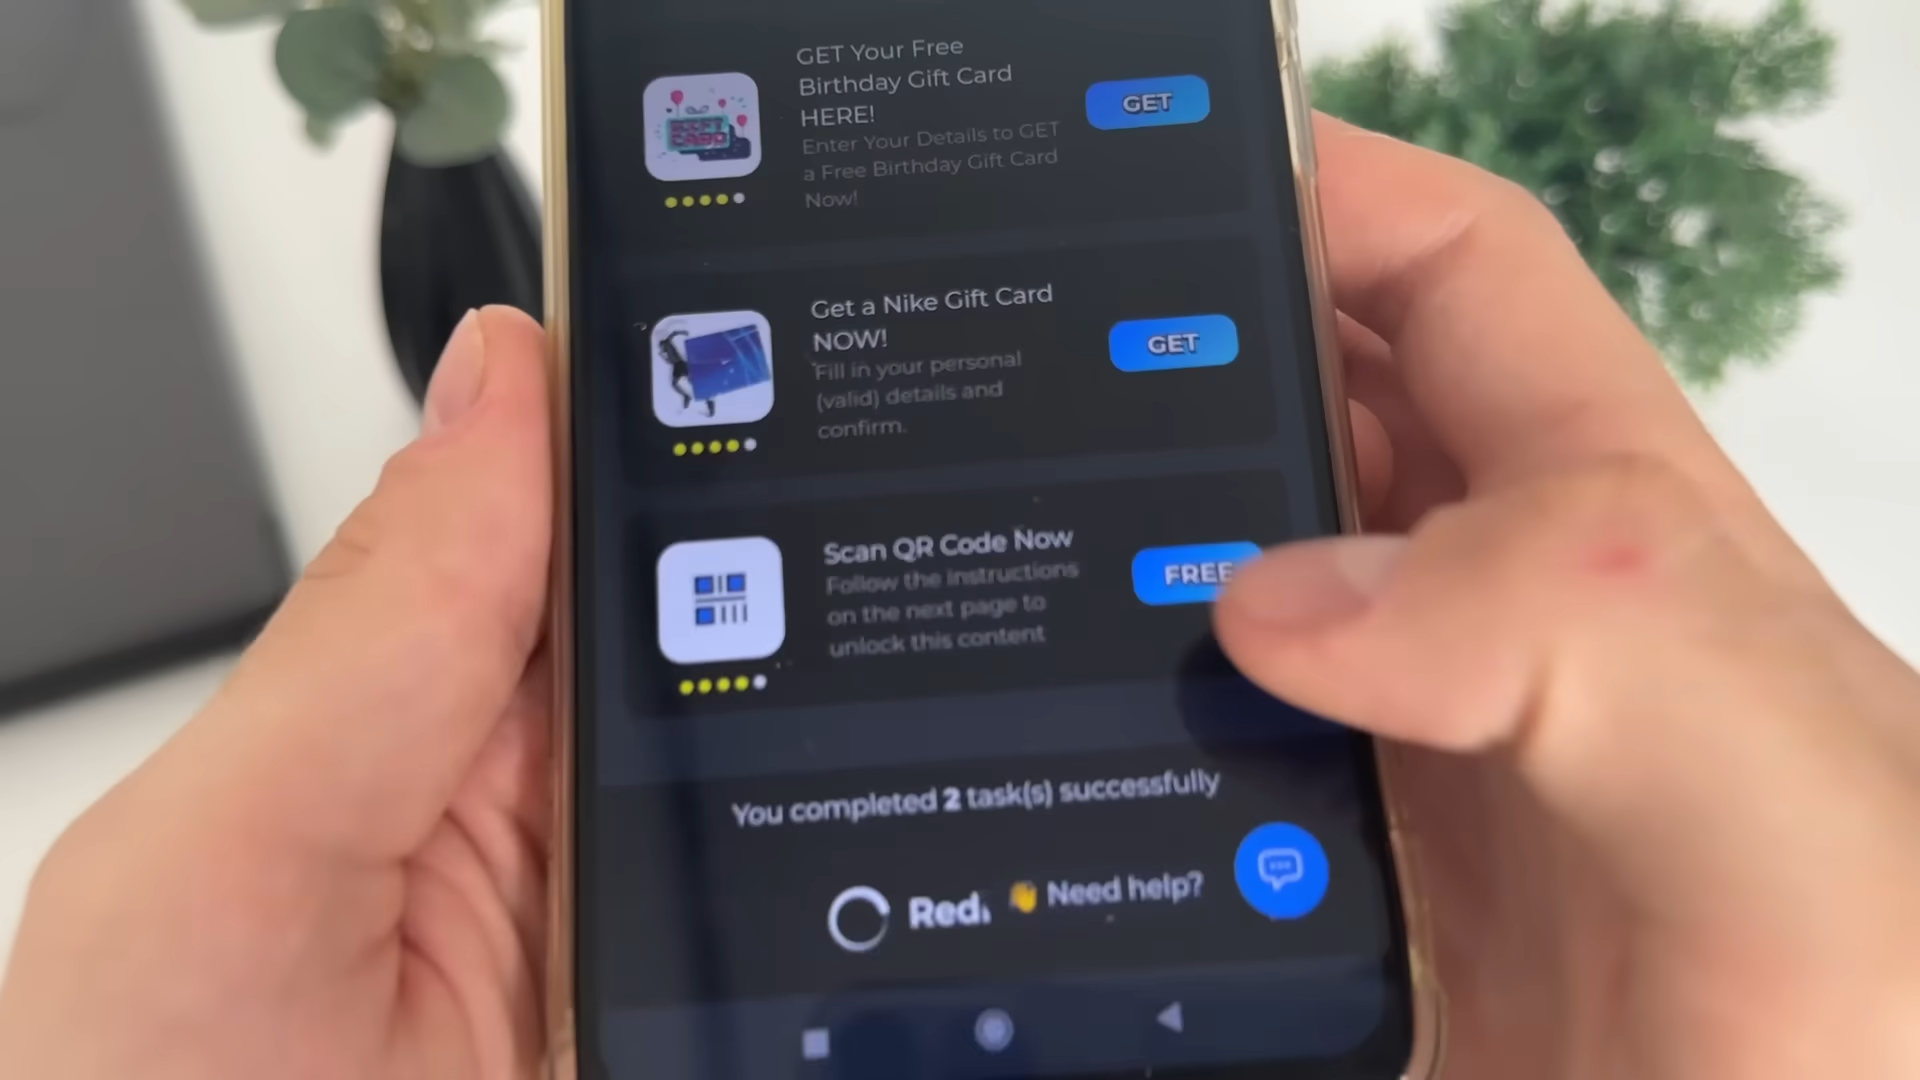 GET Your Free
Birthday Gift Card
HERE!
Enter Your Details to GET
a Free Birthday Gift Card
Now!
GET
GIFT
CARD
Get a Nike Gift Card
NOW!
Fill in your personal
(valid) details and
confirm.
GET
Scan QR Code Now
Follow the instructions
on the next page to
unlock this content
FREE
You completed 2 task(s) successfully
Red.
👋 Need help?